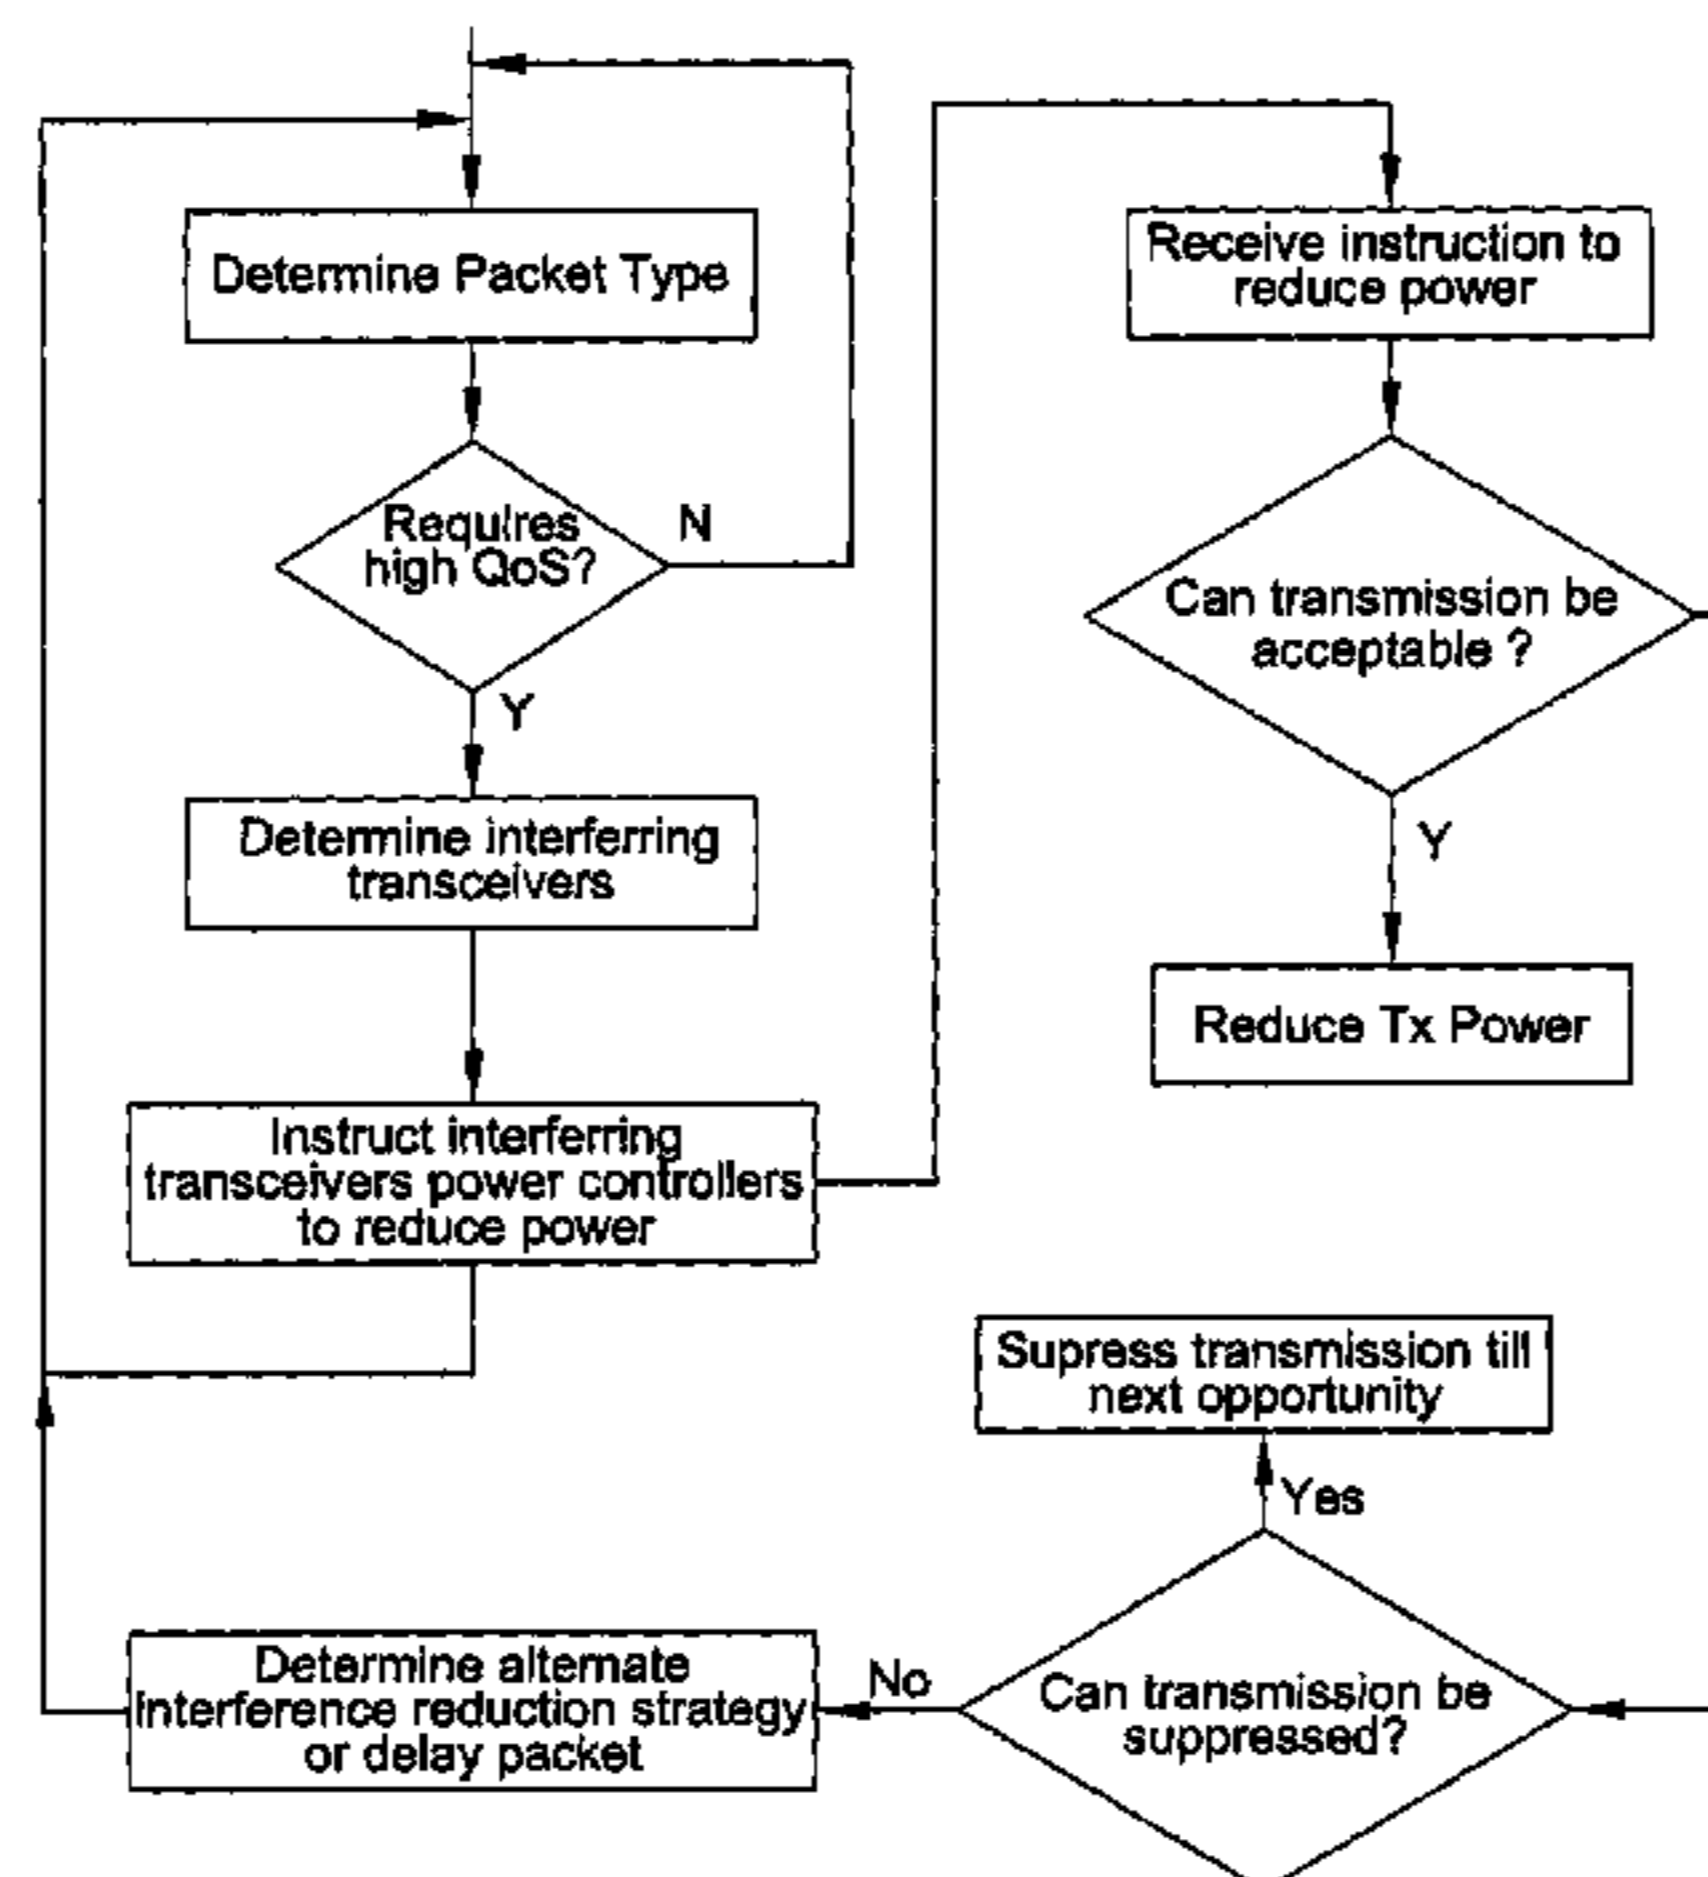 Determine Packet Type
Requires
high QoS?
N
Y
Determine interferring
transceivers
Instruct interferring
transceivers power controllers
to reduce power
Receive instruction to
reduce power
Can transmission be
acceptable ?
Y
Reduce Tx Power
Supress transmission till
next opportunity
Yes
Can transmission be
suppressed?
No
Determine alternate
interference reduction strategy
or delay packet